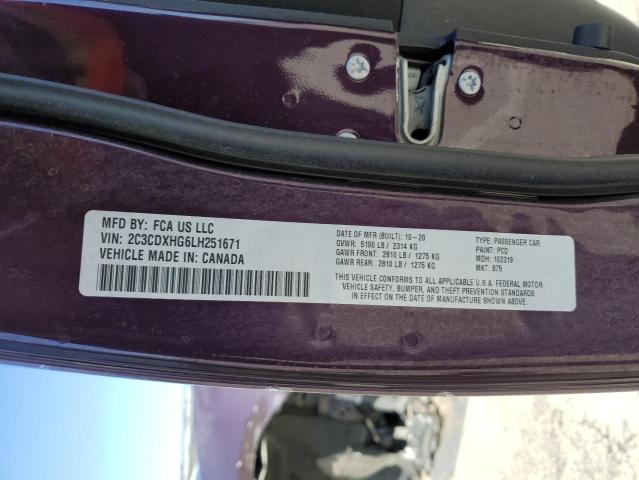 MFD BY: FCA US LLC
VIN: 2C3CDXHG6LH251671
VEHICLE MADE IN: CANADA
DATE OF MFR (BUILT): 10-20
GVWR: 5100 LB / 2314 KG
GAWR FRONT: 2810 LB / 1275 KG
GAWR REAR: 2810 LB / 1275 KG
TYPE: PASSENGER CAR
PAINT: PCD
MDH: 102319
MKT: 875
THIS VEHICLE CONFORMS TO ALL APPLICABLE U.S.A. FEDERAL MOTOR
VEHICLE SAFETY, BUMPER, AND THEFT PREVENTION STANDARDS
IN EFFECT ON THE DATE OF MANUFACTURE SHOWN ABOVE.